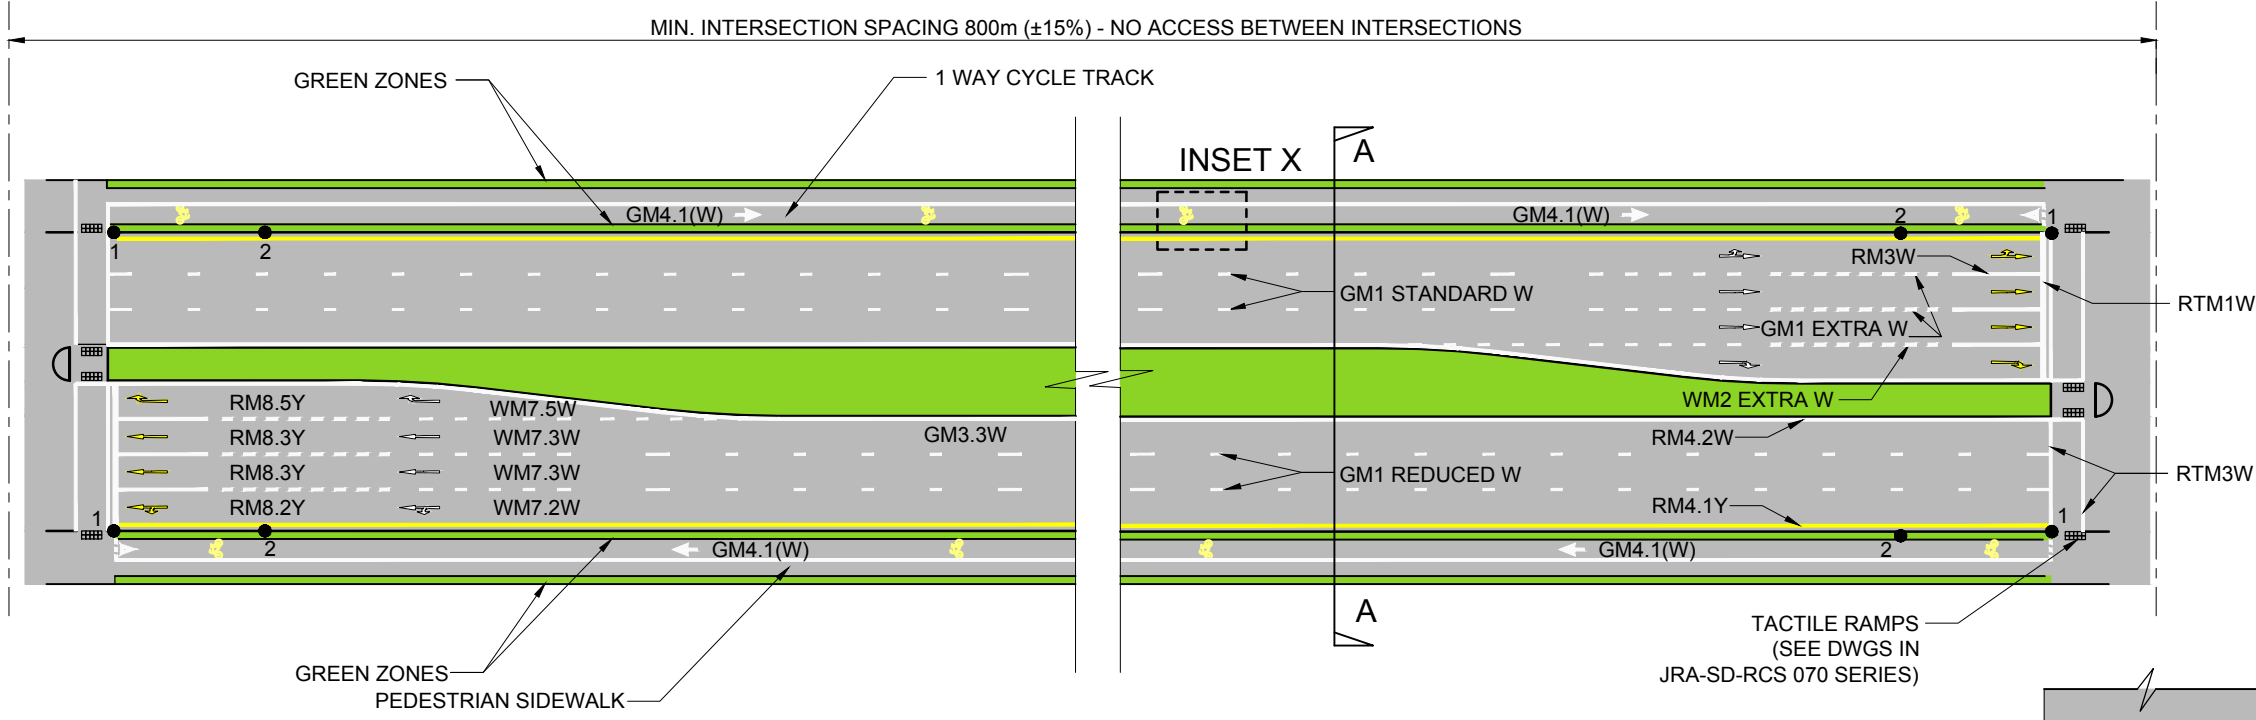 MIN. INTERSECTION SPACING 800m (±15%) - NO ACCESS BETWEEN INTERSECTIONS
GREEN ZONES
1 WAY CYCLE TRACK
INSET X
A
GM4.1(W)
GM4.1(W)
2
1
1
2
RM3W
GM1 STANDARD W
RTM1W
GM1 EXTRA W
RM8.5Y
WM7.5W
WM2 EXTRA W
RM8.3Y
WM7.3W
GM3.3W
RM4.2W
RM8.3Y
WM7.3W
GM1 REDUCED W
RTM3W
RM8.2Y
WM7.2W
RM4.1Y
1
1
2
GM4.1(W)
GM4.1(W)
2
A
TACTILE RAMPS
(SEE DWGS IN
JRA-SD-RCS 070 SERIES)
GREEN ZONES
PEDESTRIAN SIDEWALK